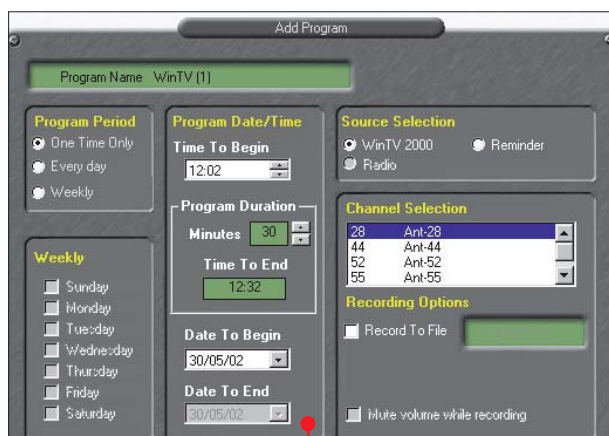 Add Program
Program Name WinTV (1)
Program Period
One Time Only
Every day
Weekly
Weekly
Sunday
Monday
Tuesday
Wednesday
Thursday
Friday
Saturday
Program Date/Time
Time To Begin
12:02
Program Duration
Minutes 30
Time To End
12:32
Date To Begin
30/05/02
Date To End
30/05/02
Source Selection
WinTV 2000 Reminder
Radio
Channel Selection
28 Ant-28
44 Ant-44
52 Ant-52
55 Ant-55
Recording Options
Record To File
Mute volume while recording